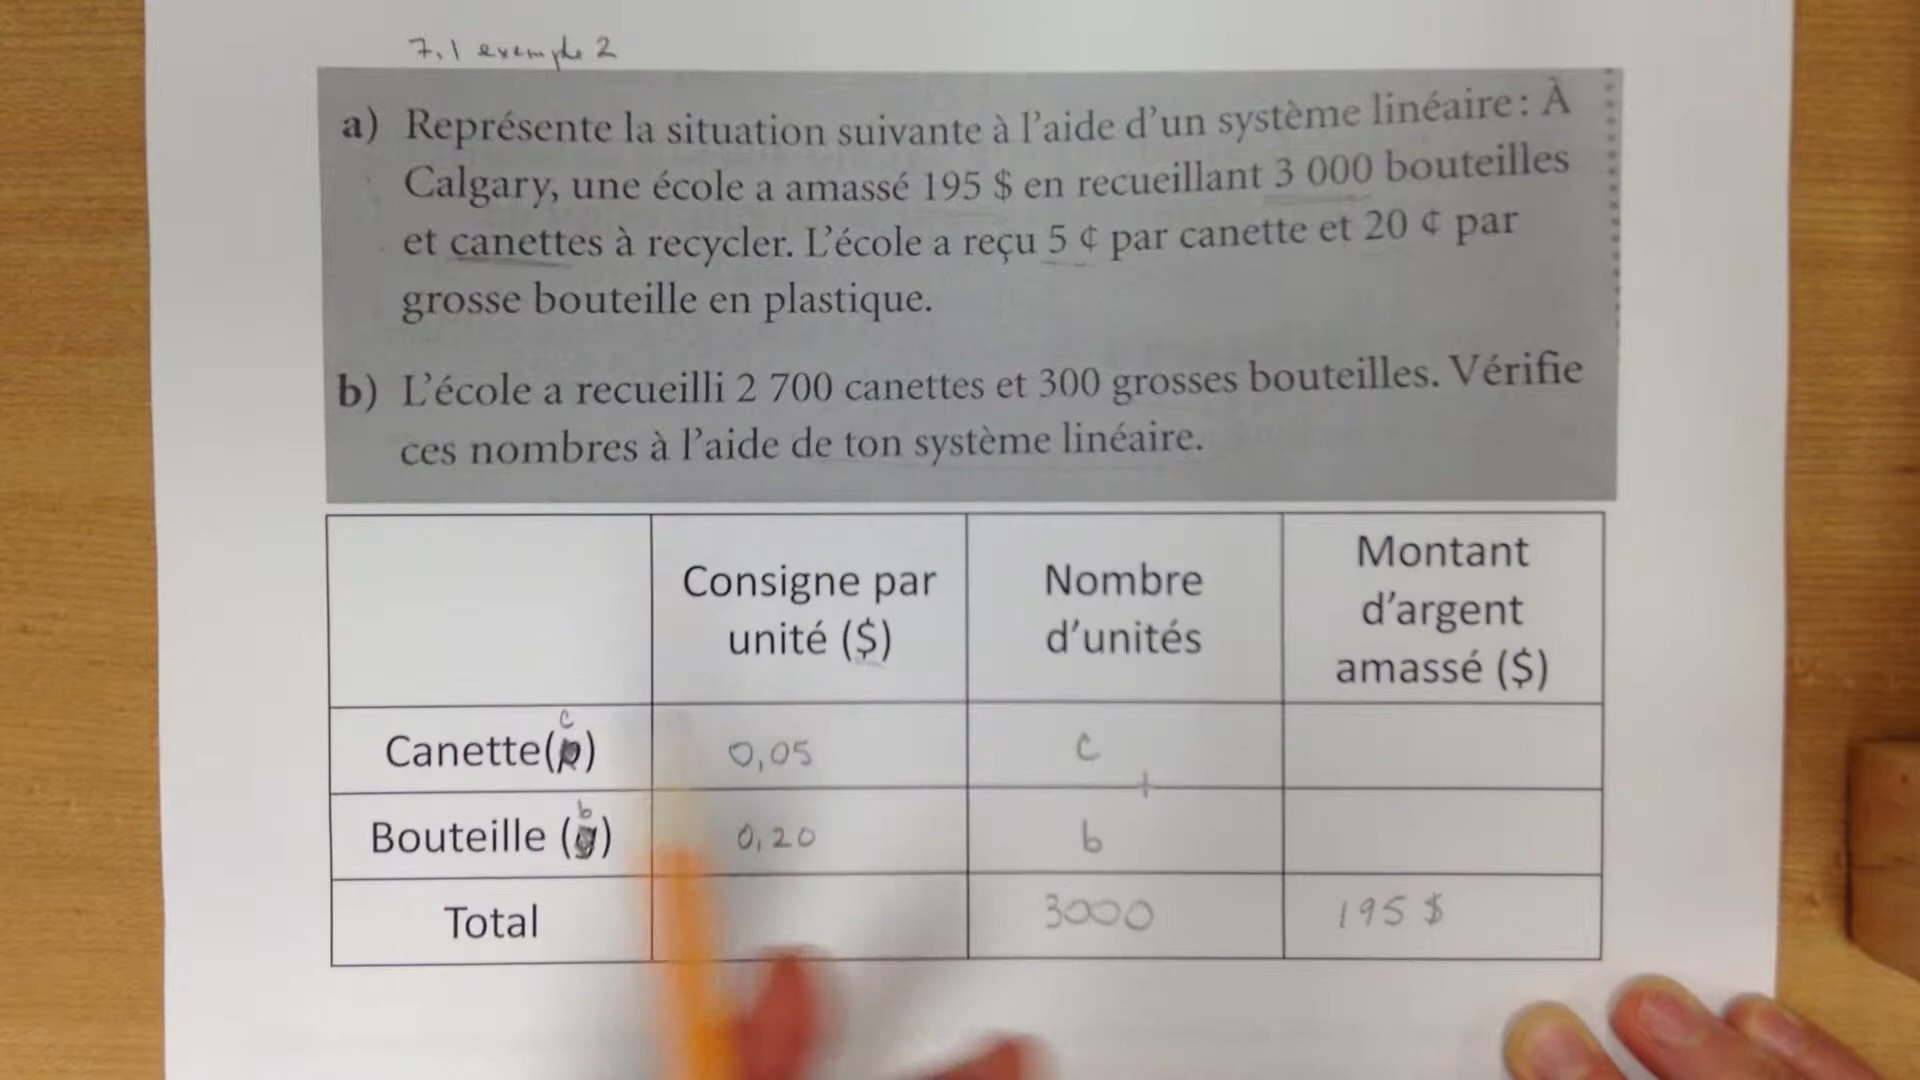 7,1 exemple 2
a) Représente la situation suivante à l'aide d'un système linéaire : À
Calgary, une école a amassé 195 $ en recueillant 3 000 bouteilles
et canettes à recycler. L'école a reçu 5 ¢ par canette et 20 ¢ par
grosse bouteille en plastique.
b) L'école a recueilli 2 700 canettes et 300 grosses bouteilles. Vérifie
ces nombres à l'aide de ton système linéaire.
Consigne par
unité ($)
Nombre
d'unités
Montant
d'argent
amassé ($)
c
Canette(p)
0,05
c
+
b
Bouteille (g)
0,20
b
Total
3000
195 $